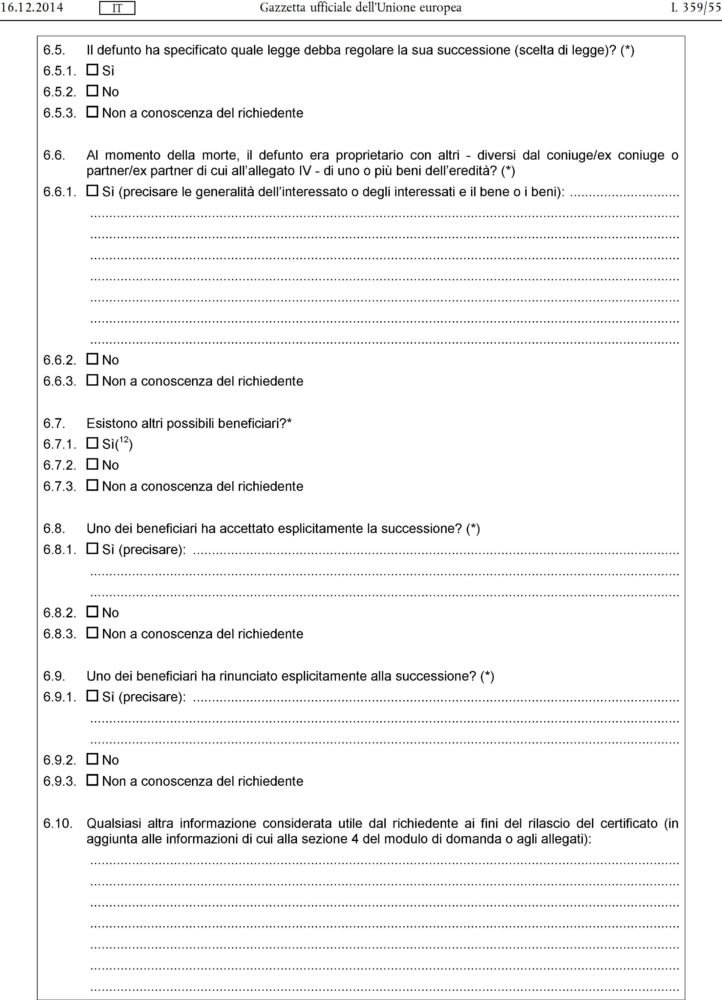 16.12.2014 IT Gazzetta ufficiale dell'Unione europea L 359/55
6.5. Il defunto ha specificato quale legge debba regolare la sua successione (scelta di legge)? (*)
6.5.1. ☐ Sì
6.5.2. ☐ No
6.5.3. ☐ Non a conoscenza del richiedente
6.6. Al momento della morte, il defunto era proprietario con altri - diversi dal coniuge/ex coniuge o
partner/ex partner di cui all'allegato IV - di uno o più beni dell'eredità? (*)
6.6.1. ☐ Sì (precisare le generalità dell'interessato o degli interessati e il bene o i beni): .............................
6.6.2. ☐ No
6.6.3. ☐ Non a conoscenza del richiedente
6.7. Esistono altri possibili beneficiari?*
6.7.1. ☐ Sì(12)
6.7.2. ☐ No
6.7.3. ☐ Non a conoscenza del richiedente
6.8. Uno dei beneficiari ha accettato esplicitamente la successione? (*)
6.8.1. ☐ Sì (precisare): .............................
6.8.2. ☐ No
6.8.3. ☐ Non a conoscenza del richiedente
6.9. Uno dei beneficiari ha rinunciato esplicitamente alla successione? (*)
6.9.1. ☐ Sì (precisare): .............................
6.9.2. ☐ No
6.9.3. ☐ Non a conoscenza del richiedente
6.10. Qualsiasi altra informazione considerata utile dal richiedente ai fini del rilascio del certificato (in
aggiunta alle informazioni di cui alla sezione 4 del modulo di domanda o agli allegati):